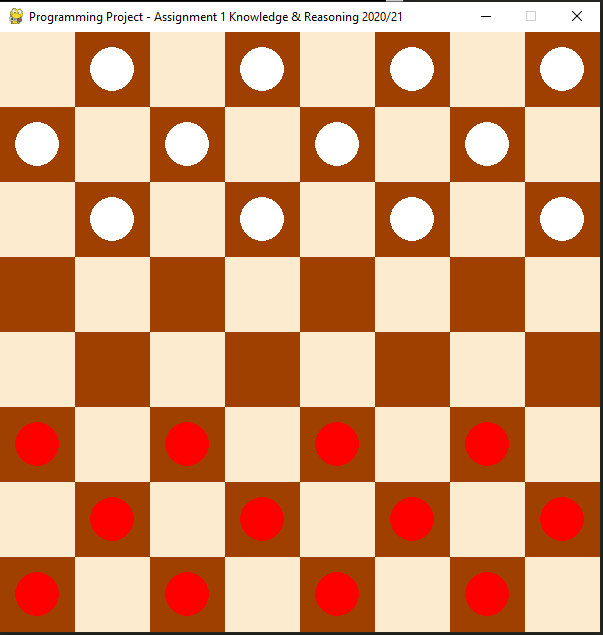 Programming Project - Assignment 1 Knowledge & Reasoning 2020/21